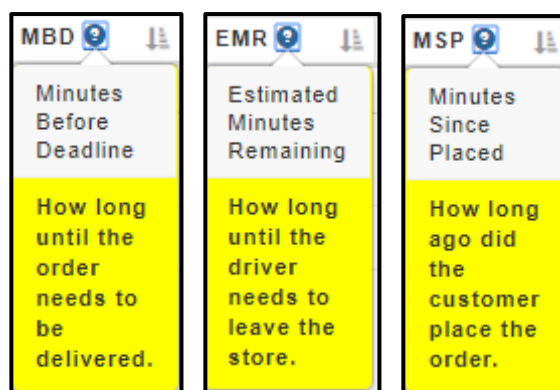 MBD ?
Minutes
Before
Deadline
How long
until the
order
needs to
be
delivered.
EMR ?
Estimated
Minutes
Remaining
How long
until the
driver
needs to
leave the
store.
MSP ?
Minutes
Since
Placed
How long
ago did
the
customer
place the
order.